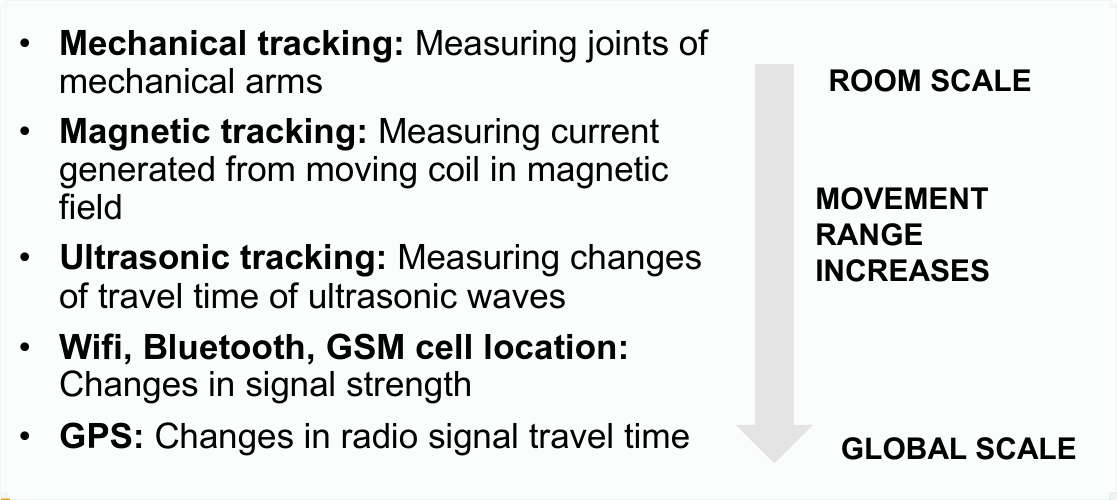 • Mechanical tracking: Measuring joints of
mechanical arms
• Magnetic tracking: Measuring current
generated from moving coil in magnetic
field
• Ultrasonic tracking: Measuring changes
of travel time of ultrasonic waves
• Wifi, Bluetooth, GSM cell location:
Changes in signal strength
• GPS: Changes in radio signal travel time
ROOM SCALE
MOVEMENT
RANGE
INCREASES
GLOBAL SCALE